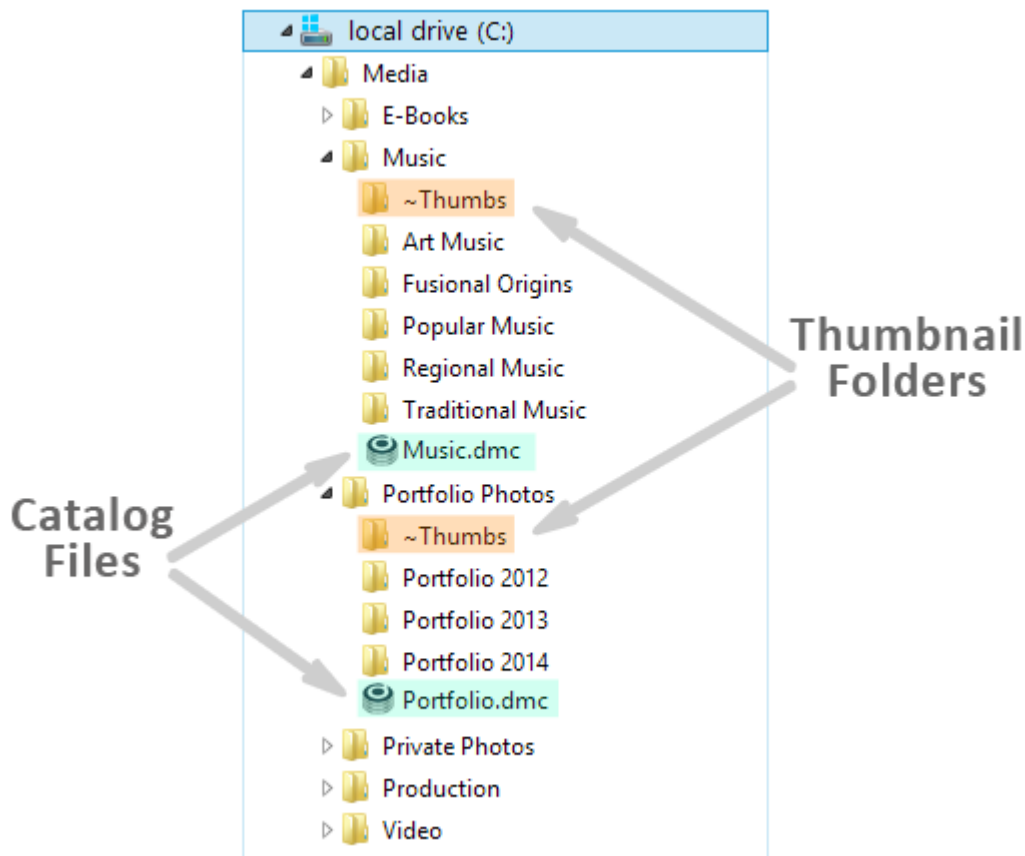 local drive (C:)
Media
E-Books
Music
~Thumbs
Art Music
Fusional Origins
Popular Music
Regional Music
Traditional Music
Music.dmc
Portfolio Photos
~Thumbs
Portfolio 2012
Portfolio 2013
Portfolio 2014
Portfolio.dmc
Private Photos
Production
Video
Thumbnail
Folders
Catalog
Files